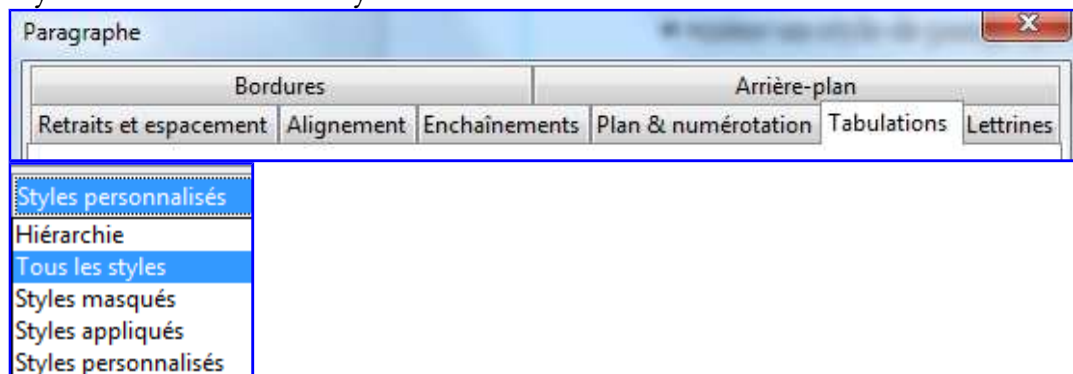 Paragraphe
Bordures Arrière-plan
Retraits et espacement Alignement Enchaînements Plan & numérotation Tabulations Lettrines
Styles personnalisés
Hiérarchie
Tous les styles
Styles masqués
Styles appliqués
Styles personnalisés